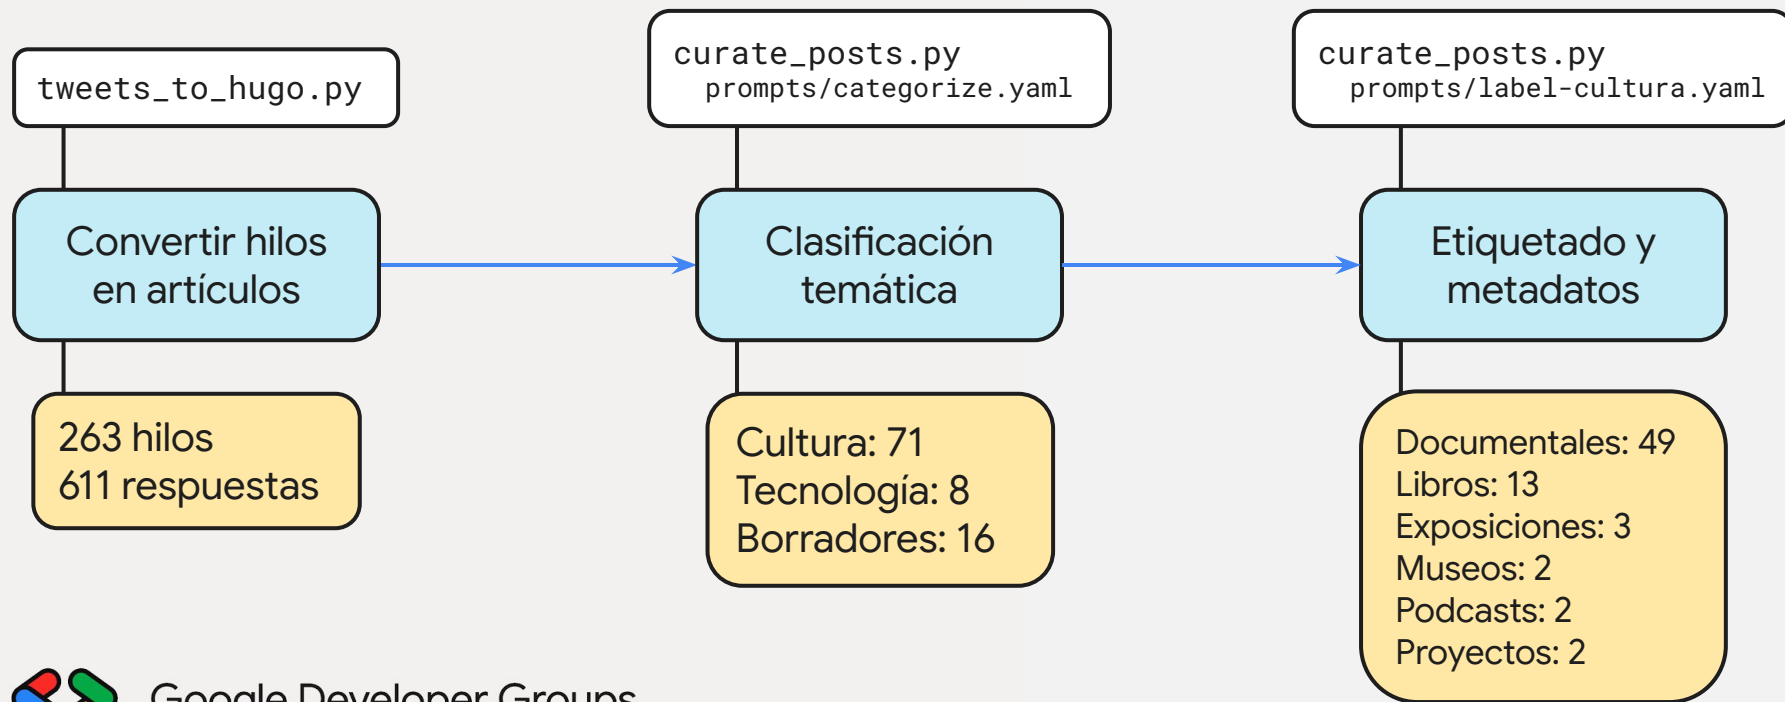 tweets_to_hugo.py
curate_posts.py
prompts/categorize.yaml
curate_posts.py
prompts/label-cultura.yaml
Convertir hilos
en artículos
Clasificación
temática
Etiquetado y
metadatos
263 hilos
611 respuestas
Cultura: 71
Tecnología: 8
Borradores: 16
Documentales: 49
Libros: 13
Exposiciones: 3
Museos: 2
Podcasts: 2
Proyectos: 2
Google Developer Groups